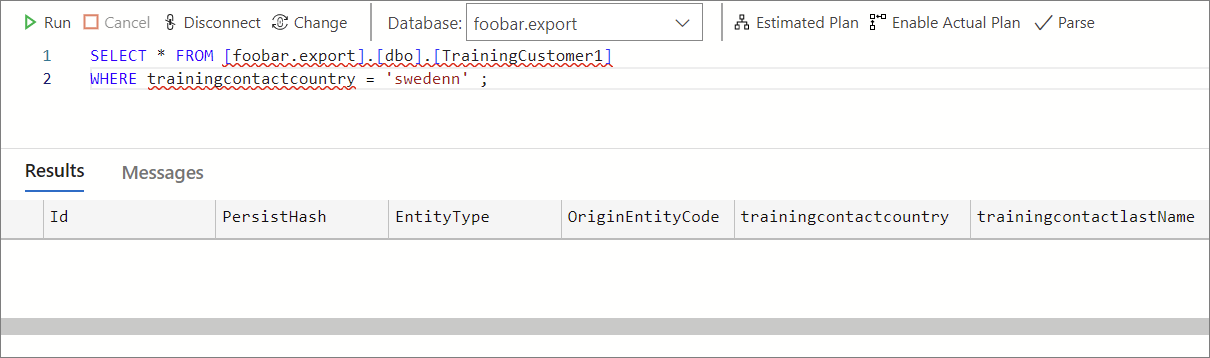 Run Cancel Disconnect Change Database: foobar.export Estimated Plan Enable Actual Plan Parse
1 SELECT * FROM [foobar.export].[dbo].[TrainingCustomer1]
2 WHERE trainingcontactcountry = 'swedenn' ;
Results Messages
Id PersistHash EntityType OriginEntityCode trainingcontactcountry trainingcontactlastName